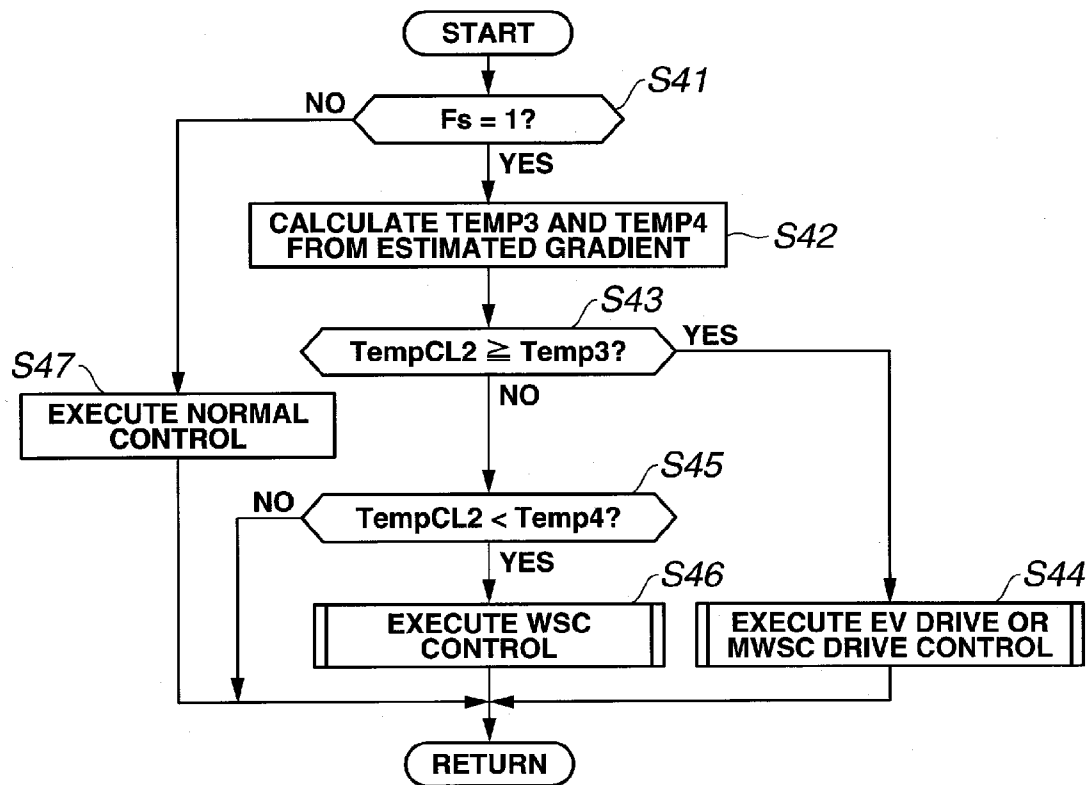 START
S41
NO
Fs = 1?
YES
CALCULATE TEMP3 AND TEMP4
FROM ESTIMATED GRADIENT
S42
S43
TempCL2 ≧ Temp3?
YES
NO
S47
EXECUTE NORMAL
CONTROL
S45
NO
TempCL2 < Temp4?
YES
S46
EXECUTE WSC
CONTROL
S44
EXECUTE EV DRIVE OR
MWSC DRIVE CONTROL
RETURN